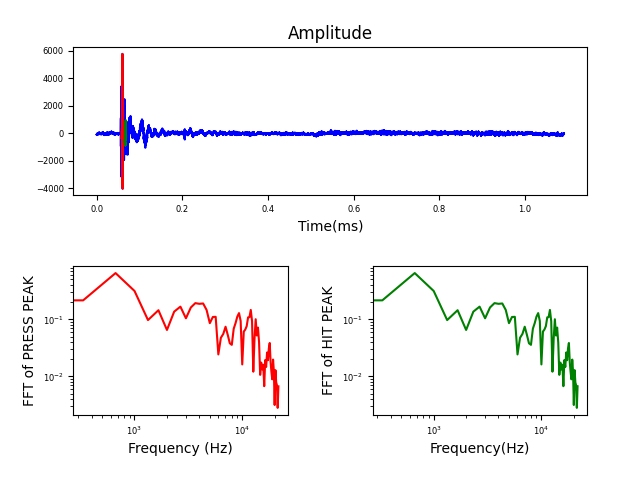 Amplitude
6000
4000
2000
0
−2000
−4000
0.0 0.2 0.4 0.6 0.8 1.0
Time(ms)
FFT of PRESS PEAK
10⁻¹
10⁻²
10³ 10⁴
Frequency (Hz)
FFT of HIT PEAK
10⁻¹
10⁻²
10³ 10⁴
Frequency(Hz)